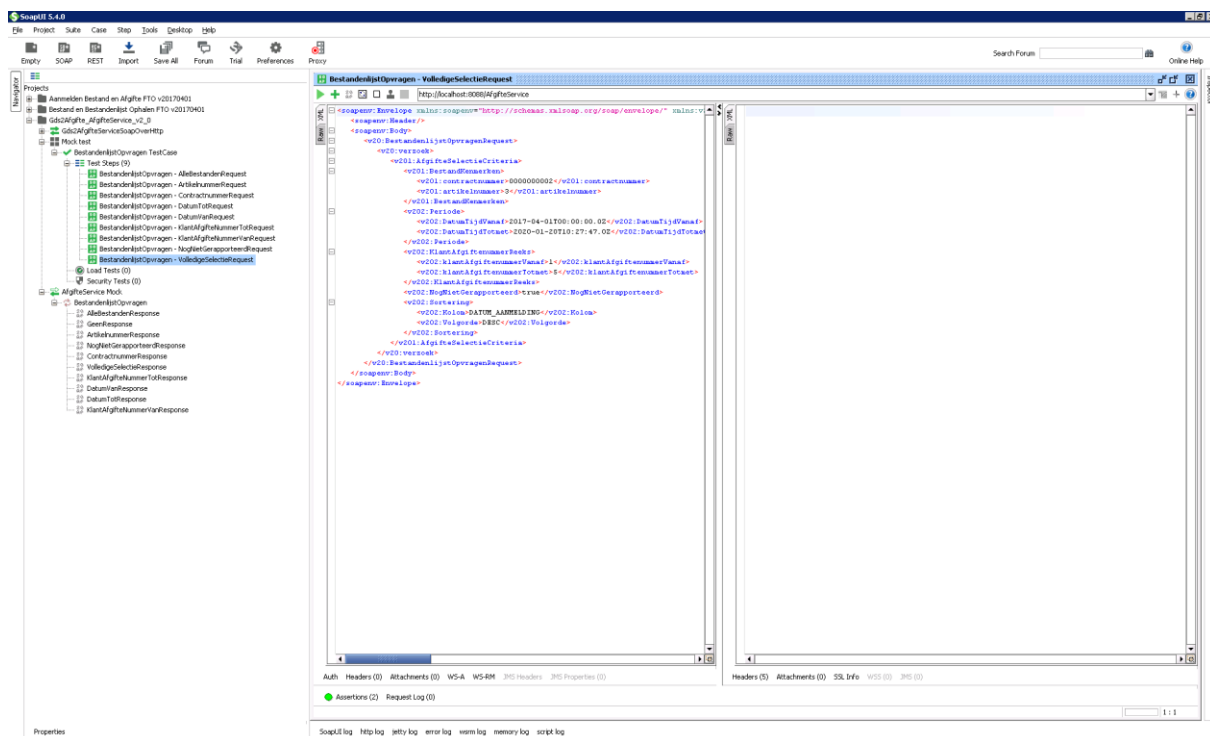 SoapUI 5.4.0
File Project Suite Case Step Tools Desktop Help
Empty SOAP REST Import Save All Forum Trial Preferences Proxy
Search Forum
Online Help
Navigator
Projects
Aanmelden Bestand en Afgifte FTO v20170401
Bestand en Bestandenlijst Ophalen FTO v20170401
Gds2Afgifte_AfgifteService_v2_0
Gds2AfgifteServiceSoapOverHttp
Mock test
BestandenlijstOpvragen TestCase
Test Steps (9)
BestandenlijstOpvragen - AlleBestandenRequest
BestandenlijstOpvragen - ArtikelnummerRequest
BestandenlijstOpvragen - ContractnummerRequest
BestandenlijstOpvragen - DatumTotRequest
BestandenlijstOpvragen - DatumVanRequest
BestandenlijstOpvragen - KlantAfgifteNummerTotRequest
BestandenlijstOpvragen - KlantAfgifteNummerVanRequest
BestandenlijstOpvragen - NogNietGerapporteerdRequest
BestandenlijstOpvragen - VolledigeSelectieRequest
Load Tests (0)
Security Tests (0)
AfgifteService Mock
BestandenlijstOpvragen
AlleBestandenResponse
GeenResponse
ArtikelnummerResponse
NogNietGerapporteerdResponse
ContractnummerResponse
VolledigeSelectieResponse
KlantAfgifteNummerTotResponse
DatumVanResponse
DatumTotResponse
KlantAfgifteNummerVanResponse
Properties
BestandenlijstOpvragen - VolledigeSelectieRequest
http://localhost:8088/AfgifteService
XML
Raw
<soapenv:Envelope xmlns:soapenv="http://schemas.xmlsoap.org/soap/envelope/" xmlns:v
<soapenv:Header/>
<soapenv:Body>
<v20:BestandenlijstOpvragenRequest>
<v20:verzoek>
<v201:AfgifteSelectieCriteria>
<v201:BestandKenmerken>
<v201:contractnummer>0000000002</v201:contractnummer>
<v201:artikelnummer>3</v201:artikelnummer>
</v201:BestandKenmerken>
<v202:Periode>
<v202:DatumTijdVanaf>2017-04-01T00:00:00.0Z</v202:DatumTijdVanaf>
<v202:DatumTijdTotmet>2020-01-20T10:27:47.0Z</v202:DatumTijdTotmet
</v202:Periode>
<v202:KlantAfgiftenummerReeks>
<v202:klantAfgiftenummerVanaf>1</v202:klantAfgiftenummerVanaf>
<v202:klantAfgiftenummerTotmet>5</v202:klantAfgiftenummerTotmet>
</v202:KlantAfgiftenummerReeks>
<v202:NogNietGerapporteerd>true</v202:NogNietGerapporteerd>
<v202:Sortering>
<v202:Kolom>DATUM_AANMELDING</v202:Kolom>
<v202:Volgorde>DESC</v202:Volgorde>
</v202:Sortering>
</v201:AfgifteSelectieCriteria>
</v20:verzoek>
</v20:BestandenlijstOpvragenRequest>
</soapenv:Body>
</soapenv:Envelope>
XML
Raw
Auth Headers (0) Attachments (0) WS-A WS-RM JMS Headers JMS Properties (0)
Headers (5) Attachments (0) SSL Info WSS (0) JMS (0)
Assertions (2) Request Log (0)
1 : 1
SoapUI log http log jetty log error log wsrm log memory log script log